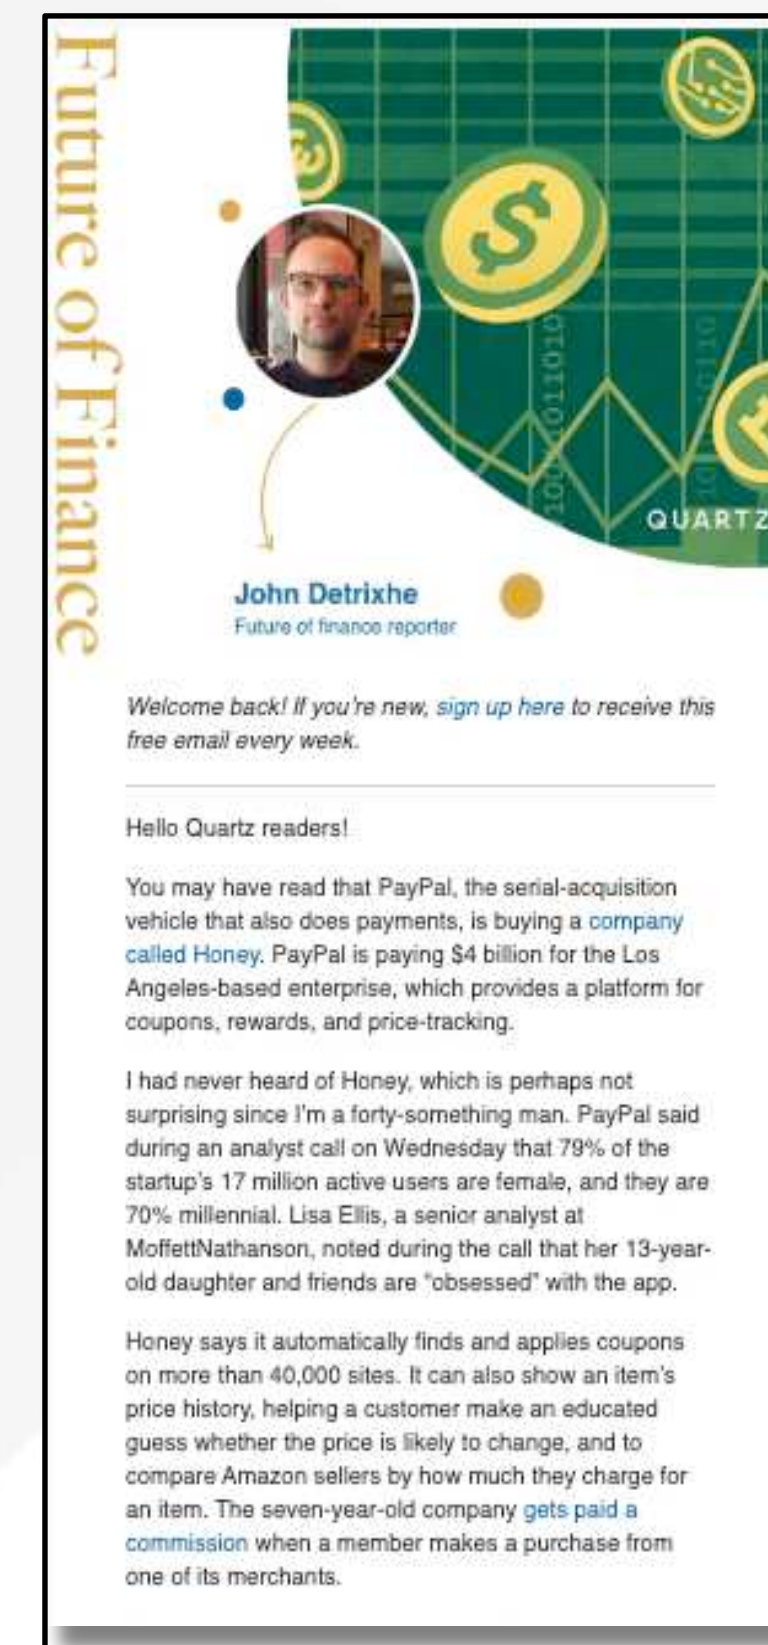 Future of Finance
$
10011011010
QUARTZ
John Detrixhe
Future of finance reporter
Welcome back! If you're new, sign up here to receive this
free email every week.
Hello Quartz readers!
You may have read that PayPal, the serial-acquisition
vehicle that also does payments, is buying a company
called Honey. PayPal is paying $4 billion for the Los
Angeles-based enterprise, which provides a platform for
coupons, rewards, and price-tracking.
I had never heard of Honey, which is perhaps not
surprising since I'm a forty-something man. PayPal said
during an analyst call on Wednesday that 79% of the
startup's 17 million active users are female, and they are
70% millennial. Lisa Ellis, a senior analyst at
MoffettNathanson, noted during the call that her 13-year-
old daughter and friends are "obsessed" with the app.
Honey says it automatically finds and applies coupons
on more than 40,000 sites. It can also show an item's
price history, helping a customer make an educated
guess whether the price is likely to change, and to
compare Amazon sellers by how much they charge for
an item. The seven-year-old company gets paid a
commission when a member makes a purchase from
one of its merchants.